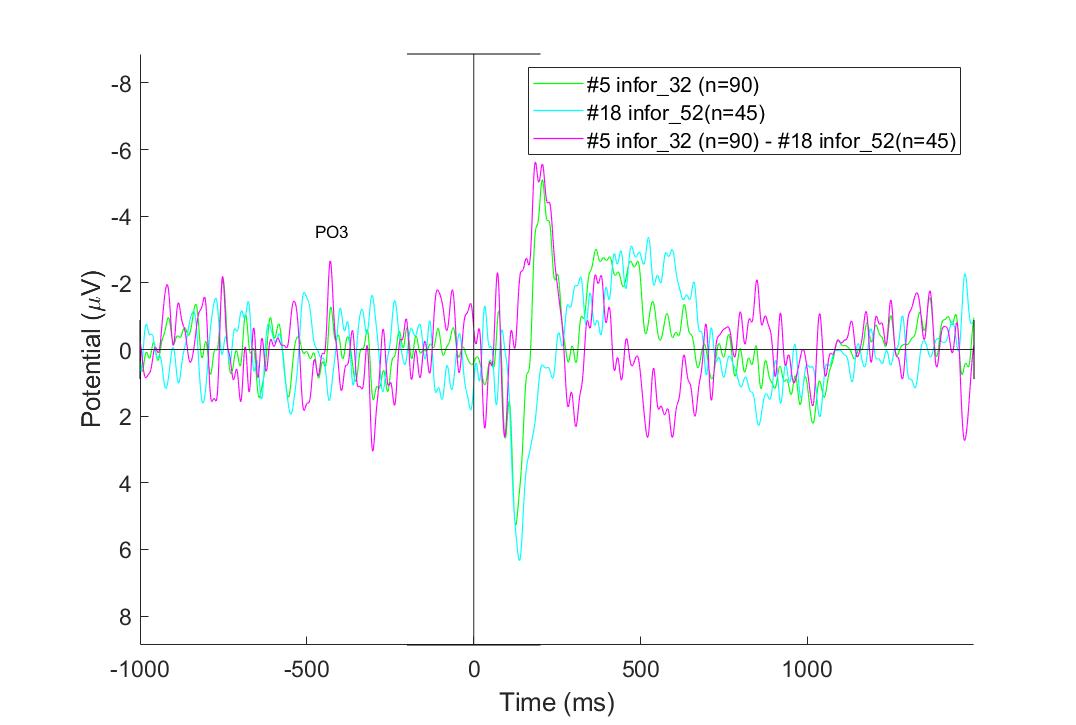 -8
-6
-4
-2
0
2
4
6
8
Potential (μV)
PO3
#5 infor_32 (n=90)
#18 infor_52(n=45)
#5 infor_32 (n=90) - #18 infor_52(n=45)
-1000
-500
0
500
1000
Time (ms)